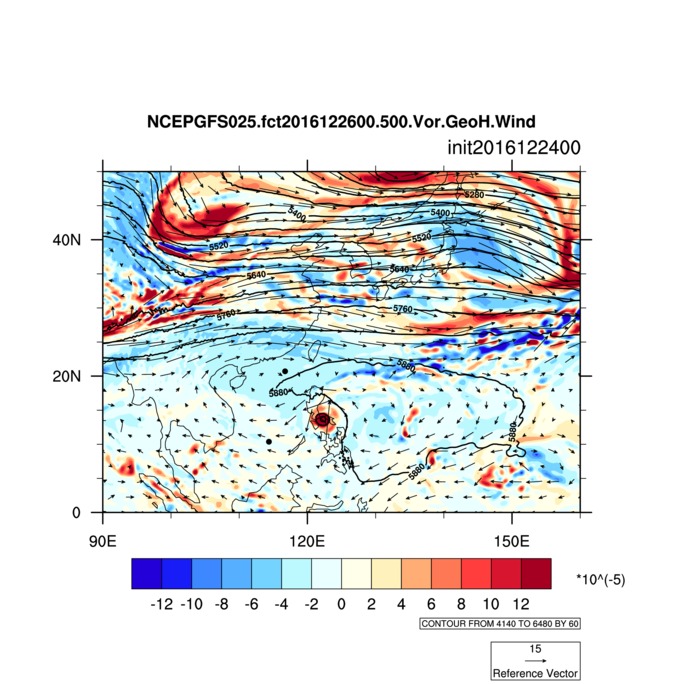 NCEPGFS025.fct2016122600.500.Vor.GeoH.Wind
init2016122400
5280
5400
5400
5520
5520
5640
5640
5760
5760
5880
5880
5880
5880
40N
20N
0
90E 120E 150E
-12 -10 -8 -6 -4 -2 0 2 4 6 8 10 12
*10^(-5)
CONTOUR FROM 4140 TO 6480 BY 60
15
Reference Vector